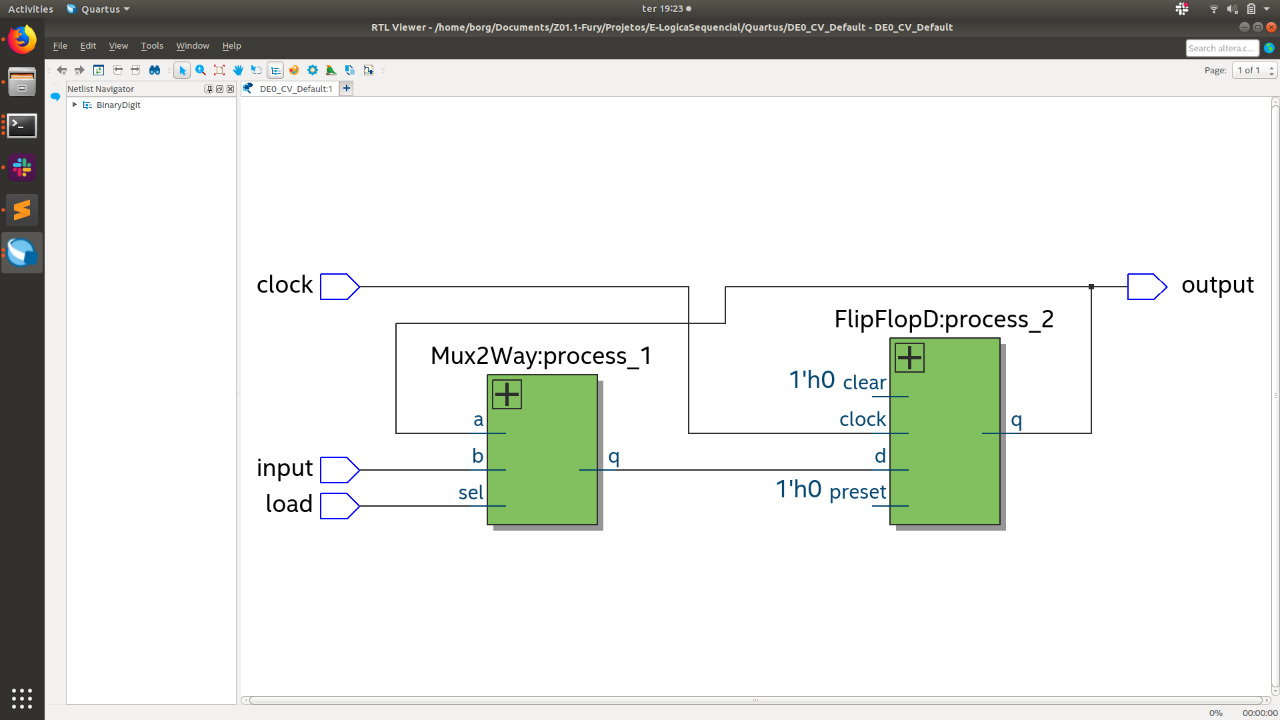 Activities
Quartus
ter 19:23
RTL Viewer - /home/borg/Documents/Z01.1-Fury/Projetos/E-LogicaSequencial/Quartus/DE0_CV_Default - DE0_CV_Default
File Edit View Tools Window Help
Search altera.c...
Page: 1 of 1
Netlist Navigator
DE0_CV_Default:1
BinaryDigit
clock
output
FlipFlopD:process_2
Mux2Way:process_1
1'h0 clear
a
clock
q
input
b
q
d
load
sel
1'h0 preset
0% 00:00:00